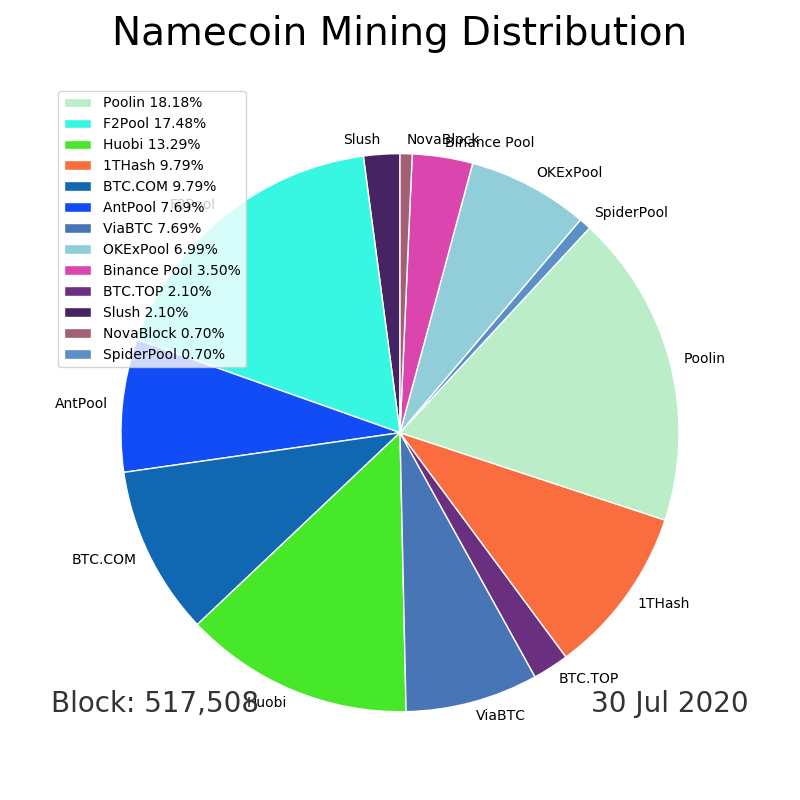 Namecoin Mining Distribution
Poolin 18.18%
F2Pool 17.48%
Huobi 13.29%
1THash 9.79%
BTC.COM 9.79%
AntPool 7.69%
ViaBTC 7.69%
OKExPool 6.99%
Binance Pool 3.50%
BTC.TOP 2.10%
Slush 2.10%
NovaBlock 0.70%
SpiderPool 0.70%
Slush
NovaBlock
Binance Pool
OKExPool
SpiderPool
F2Pool
Poolin
AntPool
BTC.COM
1THash
BTC.TOP
Huobi
ViaBTC
Block: 517,508
30 Jul 2020